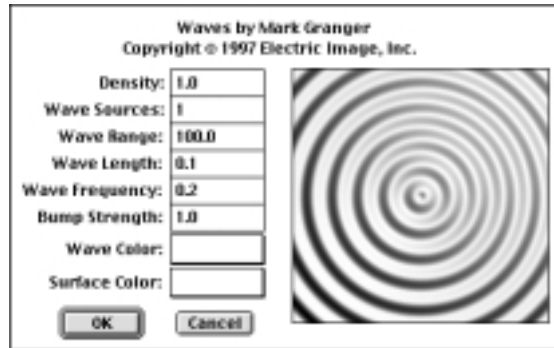 Waves by Mark Granger
Copyright © 1997 Electric Image, Inc.
Density: 1.0
Wave Sources: 1
Wave Range: 100.0
Wave Length: 0.1
Wave Frequency: 0.2
Bump Strength: 1.0
Wave Color:
Surface Color:
OK Cancel